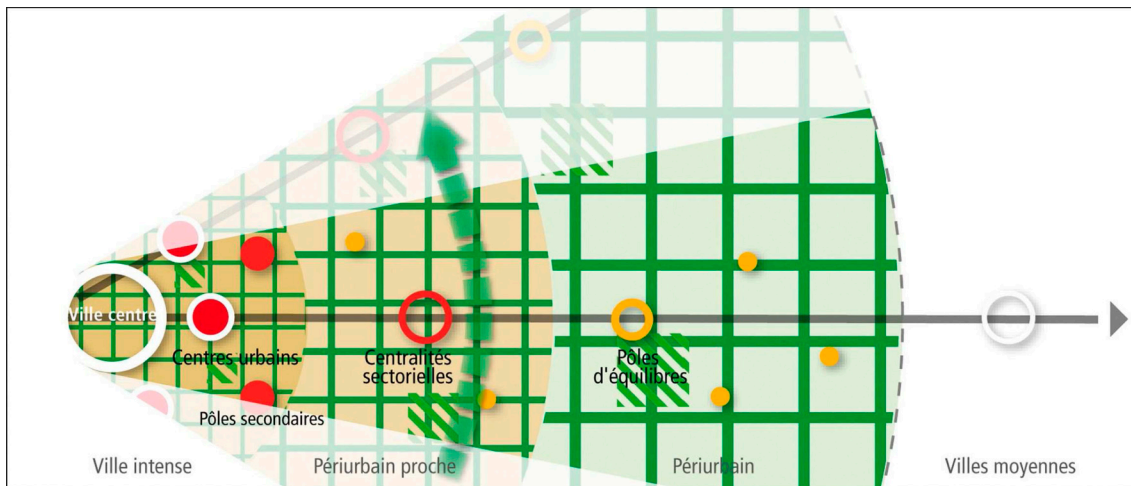 Ville centre
Centres urbains
Centralités
sectorielles
Pôles
d'équilibres
Pôles secondaires
Ville intense
Périurbain proche
Périurbain
Villes moyennes